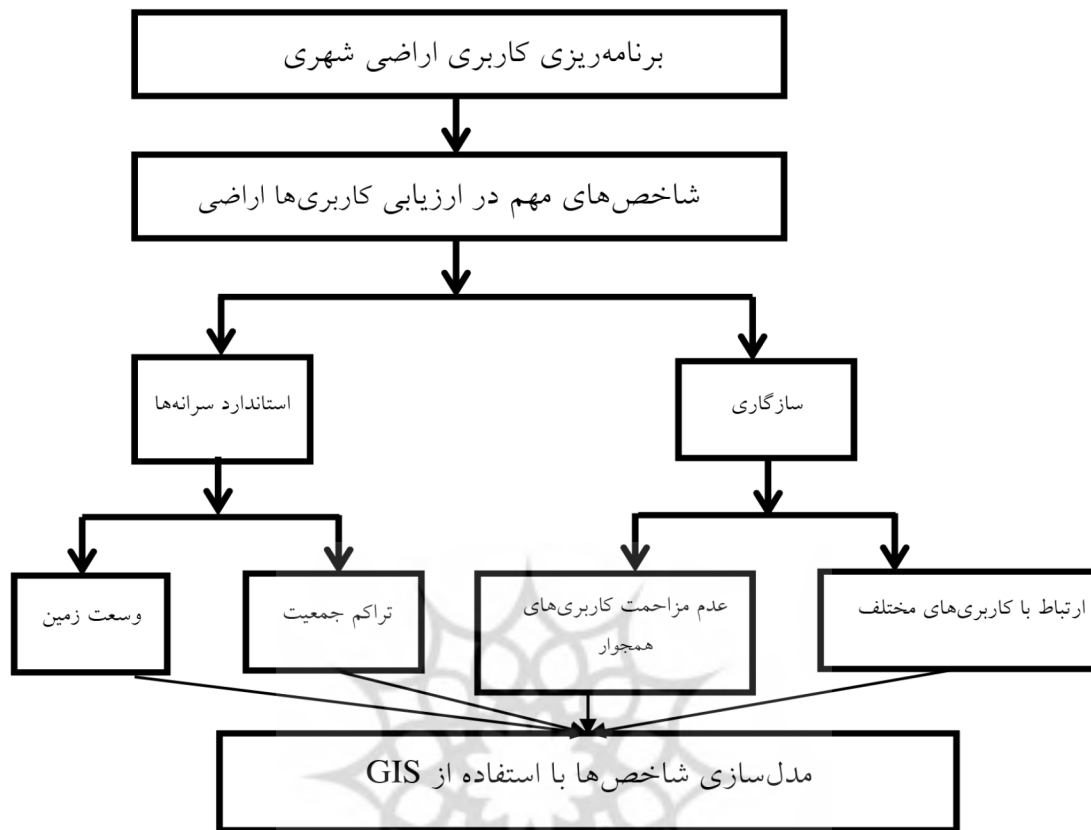 برنامه‌ریزی کاربری اراضی شهری
شاخص‌های مهم در ارزیابی کاربری‌ها اراضی
سازگاری
استاندارد سرانه‌ها
ارتباط با کاربری‌های مختلف
عدم مزاحمت کاربری‌های
همجوار
تراکم جمعیت
وسعت زمین
مدل‌سازی شاخص‌ها با استفاده از GIS